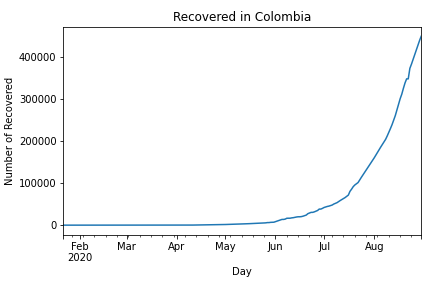 Recovered in Colombia
Number of Recovered
400000
300000
200000
100000
0
Feb Mar Apr May Jun Jul Aug
2020
Day